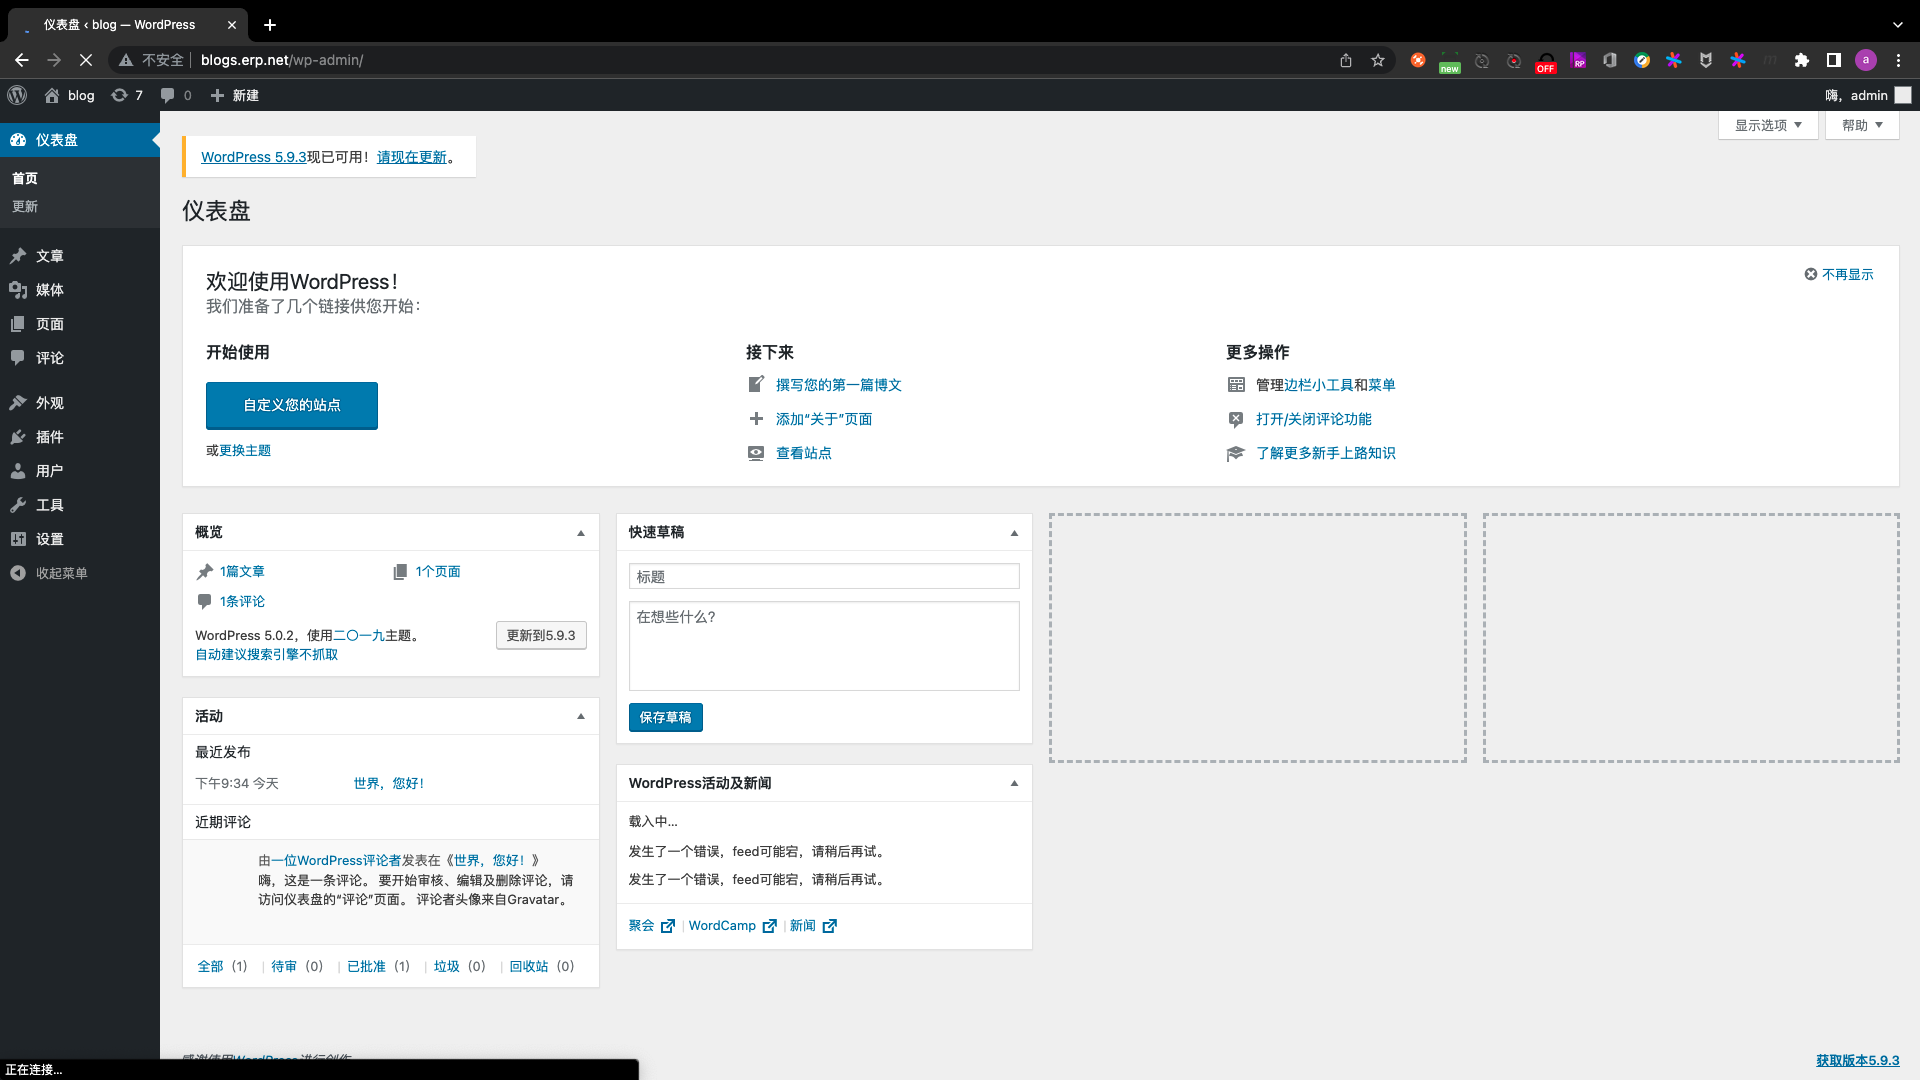 仪表盘 ‹ blog — WordPress
不安全 blogs.erp.net/wp-admin/
new
OFF
RP
a
blog 7 0 新建
嗨，admin
仪表盘
首页
更新
文章
媒体
页面
评论
外观
插件
用户
工具
设置
收起菜单
显示选项
帮助
WordPress 5.9.3现已可用！请现在更新。
仪表盘
欢迎使用WordPress！
我们准备了几个链接供您开始：
不再显示
开始使用
自定义您的站点
或更换主题
接下来
撰写您的第一篇博文
添加“关于”页面
查看站点
更多操作
管理边栏小工具和菜单
打开/关闭评论功能
了解更多新手上路知识
概览
1篇文章
1个页面
1条评论
WordPress 5.0.2，使用二〇一九主题。
更新到5.9.3
自动建议搜索引擎不抓取
活动
最近发布
下午9:34 今天 世界，您好！
近期评论
由一位WordPress评论者发表在《世界，您好！》
嗨，这是一条评论。 要开始审核、编辑及删除评论，请
访问仪表盘的“评论”页面。 评论者头像来自Gravatar。
全部（1） | 待审（0） | 已批准（1） | 垃圾（0） | 回收站（0）
快速草稿
标题
在想些什么?
保存草稿
WordPress活动及新闻
载入中…
发生了一个错误，feed可能宕，请稍后再试。
发生了一个错误，feed可能宕，请稍后再试。
聚会 | WordCamp | 新闻
感谢使用WordPress进行创作
获取版本5.9.3
正在连接...